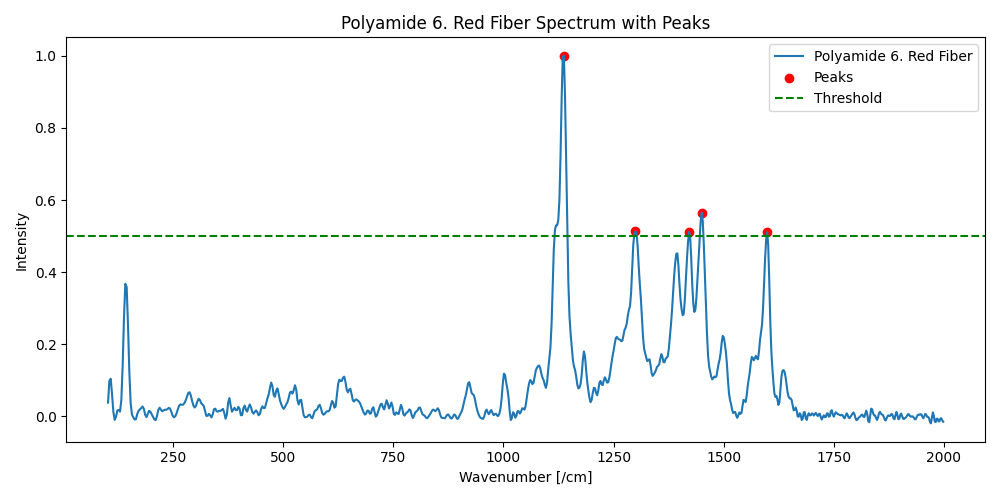 Polyamide 6. Red Fiber Spectrum with Peaks
Polyamide 6. Red Fiber
Peaks
Threshold
Intensity
1.0
0.8
0.6
0.4
0.2
0.0
250 500 750 1000 1250 1500 1750 2000
Wavenumber [/cm]